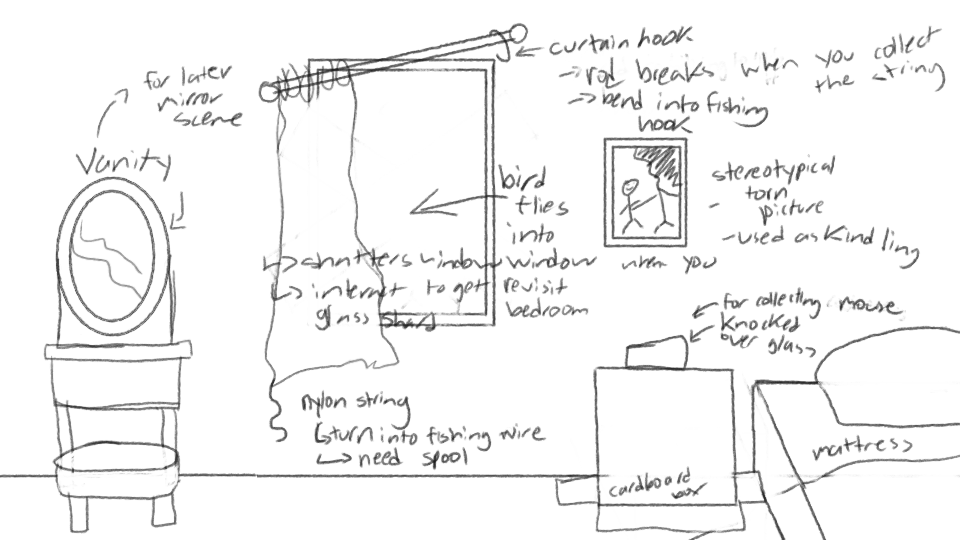 for later
mirror
scene
Vanity
curtain hook
→ rod breaks when you collect
the string
→ bend into fishing
hook
bird
flies
into
window
when you
revisit
bedroom
↳ shatters window
↳ internet to get
glass shard
stereotypical
torn
picture
- used as kindling
for collecting mouse
knocked
over glass
nylon string
↳ turn into fishing wire
↳ need spool
cardboard
box
mattress